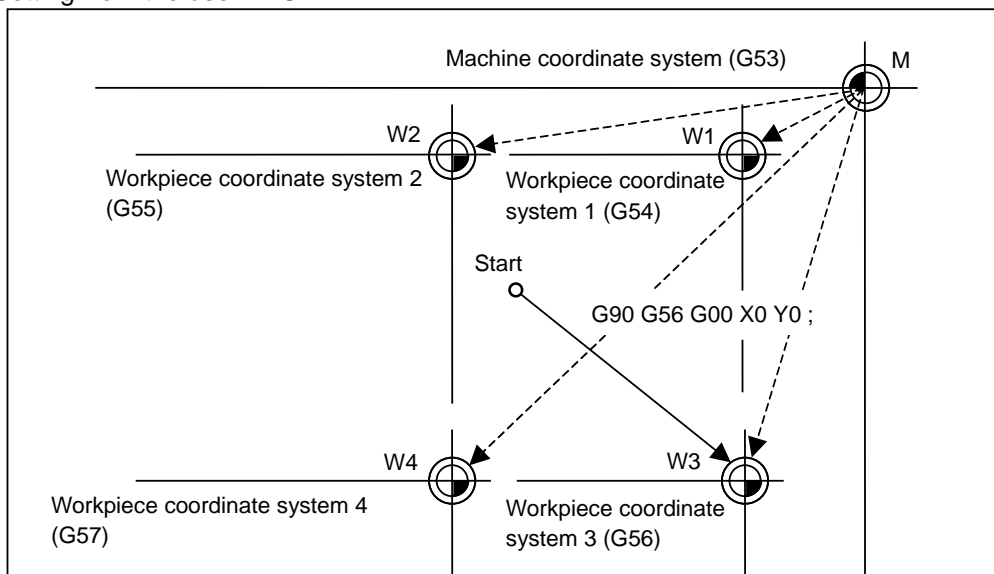 Machine coordinate system (G53)
M
W2
W1
Workpiece coordinate system 2
(G55)
Workpiece coordinate
system 1 (G54)
Start
G90 G56 G00 X0 Y0 ;
W4
W3
Workpiece coordinate system 4
(G57)
Workpiece coordinate
system 3 (G56)